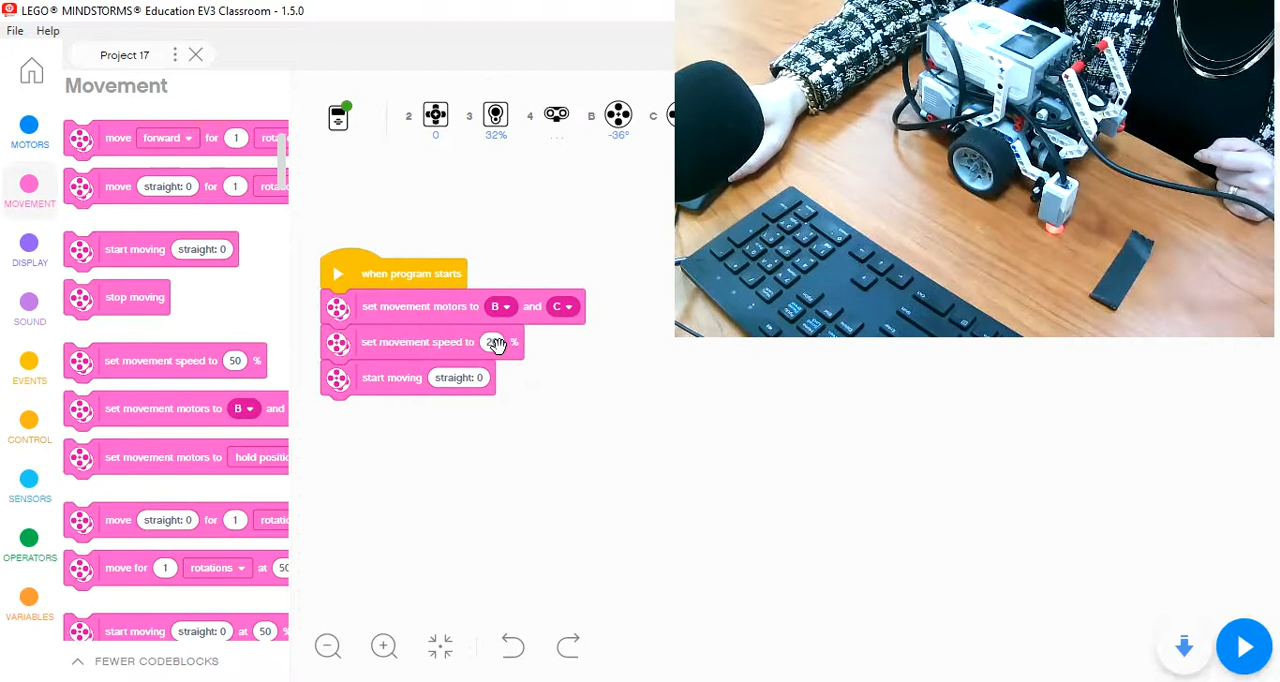 LEGO® MINDSTORMS® Education EV3 Classroom - 1.5.0
File Help
Project 17
Movement
MOTORS
MOVEMENT
DISPLAY
SOUND
EVENTS
CONTROL
SENSORS
OPERATORS
VARIABLES
move forward for 1
move straight: 0 for 1
start moving straight: 0
stop moving
set movement speed to 50 %
set movement motors to B and
set movement motors to
move straight: 0 for 1
move for 1 rotations at
start moving straight: 0 at 50 %
FEWER CODEBLOCKS
2 3 4 B C
0 32% ... -36°
when program starts
set movement motors to B and C
set movement speed to %
start moving straight: 0